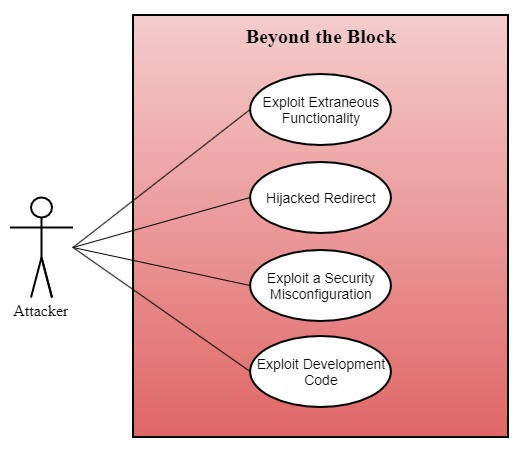 Beyond the Block
Exploit Extraneous
Functionality
Hijacked Redirect
Exploit a Security
Misconfiguration
Exploit Development
Code
Attacker